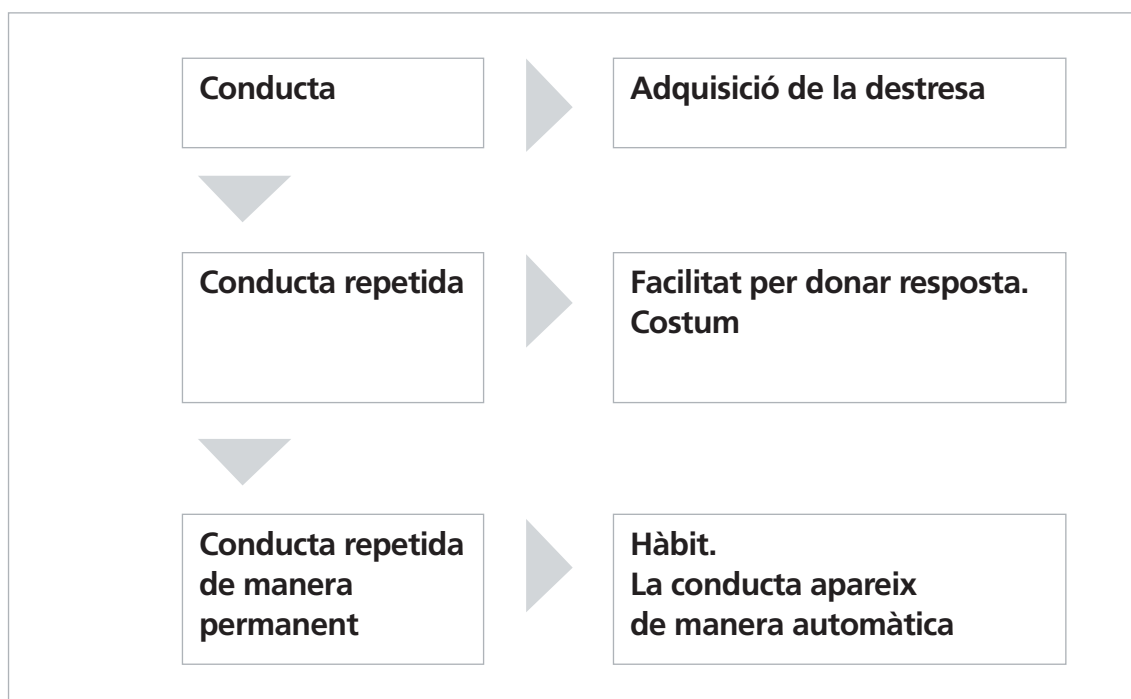 Conducta
Adquisició de la destresa
Conducta repetida
Facilitat per donar resposta.
Costum
Conducta repetida
de manera
permanent
Hàbit.
La conducta apareix
de manera automàtica